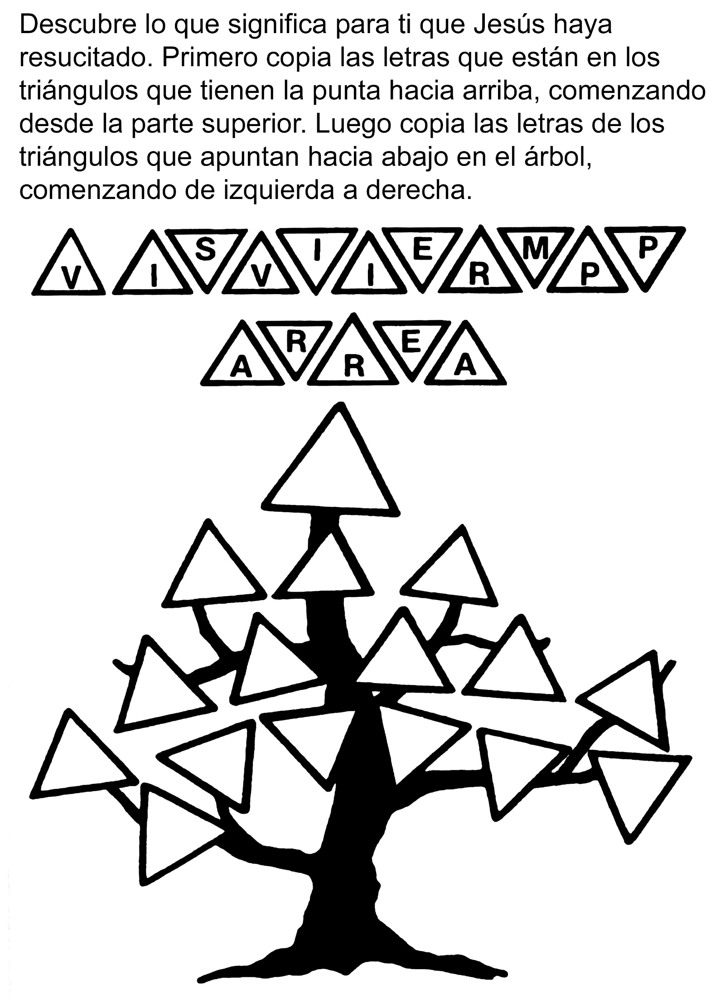 Descubre lo que significa para ti que Jesús haya
resucitado. Primero copia las letras que están en los
triángulos que tienen la punta hacia arriba, comenzando
desde la parte superior. Luego copia las letras de los
triángulos que apuntan hacia abajo en el árbol,
comenzando de izquierda a derecha.
V I S V I I E R M P P
A R R E A